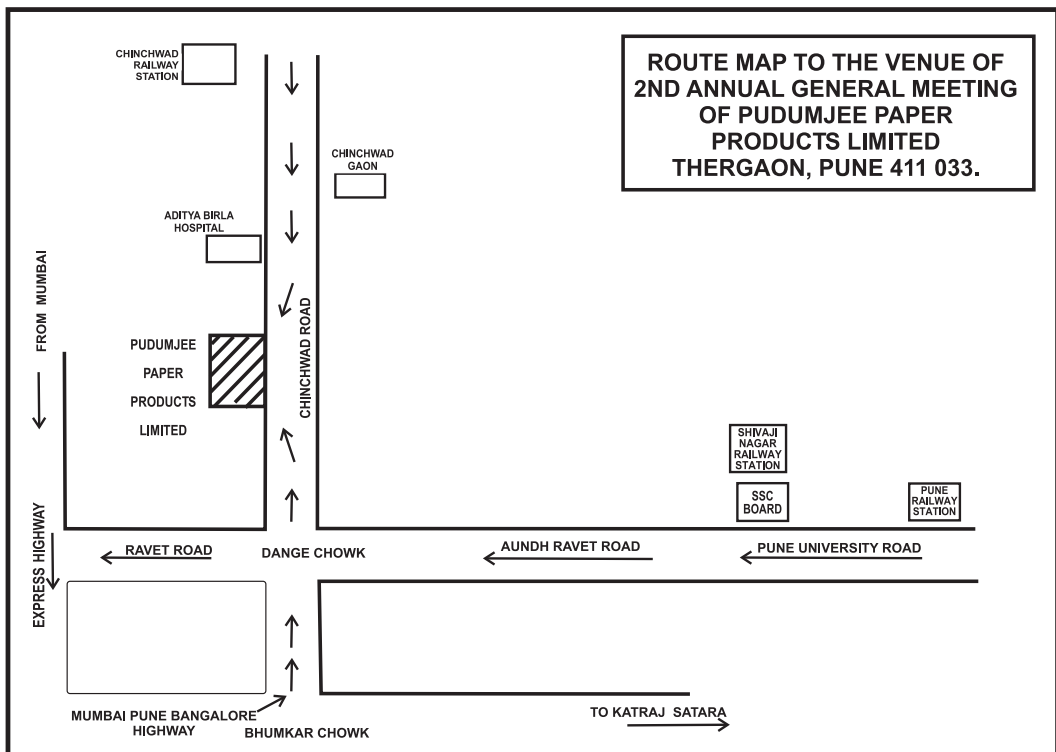 CHINCHWAD
RAILWAY
STATION
ROUTE MAP TO THE VENUE OF
2ND ANNUAL GENERAL MEETING
OF PUDUMJEE PAPER
PRODUCTS LIMITED
THERGAON, PUNE 411 033.
CHINCHWAD
GAON
ADITYA BIRLA
HOSPITAL
FROM MUMBAI
CHINCHWAD ROAD
PUDUMJEE
PAPER
PRODUCTS
LIMITED
SHIVAJI
NAGAR
RAILWAY
STATION
SSC
BOARD
PUNE
RAILWAY
STATION
EXPRESS HIGHWAY
RAVET ROAD
DANGE CHOWK
AUNDH RAVET ROAD
PUNE UNIVERSITY ROAD
MUMBAI PUNE BANGALORE
HIGHWAY
BHUMKAR CHOWK
TO KATRAJ SATARA